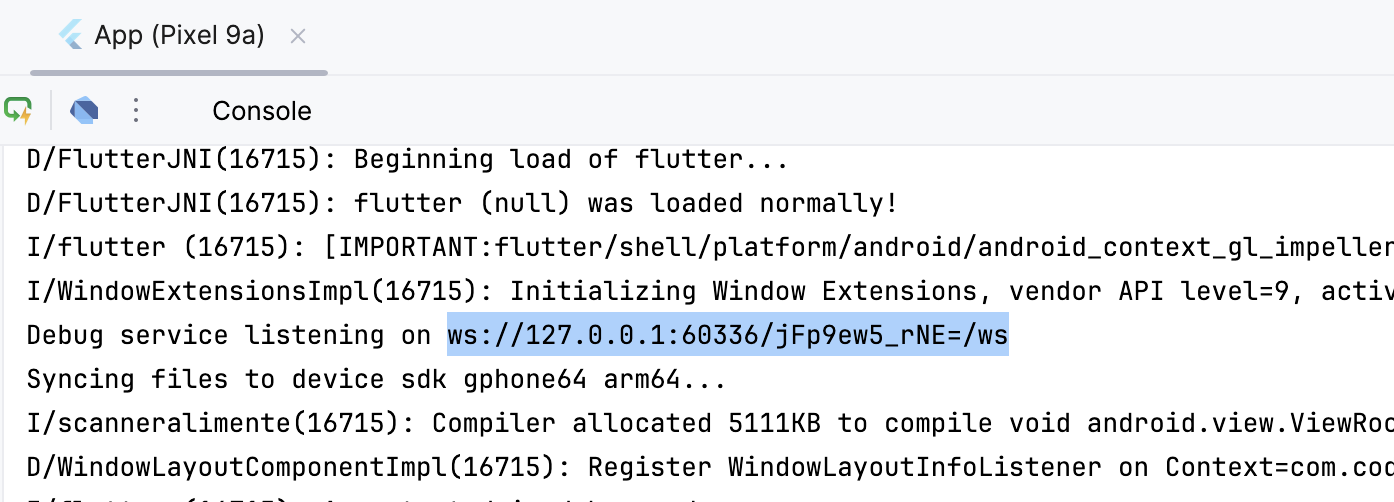 App (Pixel 9a)
Console
D/FlutterJNI(16715): Beginning load of flutter...
D/FlutterJNI(16715): flutter (null) was loaded normally!
I/flutter (16715): [IMPORTANT:flutter/shell/platform/android/android_context_gl_impeller
I/WindowExtensionsImpl(16715): Initializing Window Extensions, vendor API level=9, activ
Debug service listening on ws://127.0.0.1:60336/jFp9ew5_rNE=/ws
Syncing files to device sdk gphone64 arm64...
I/scanneralimente(16715): Compiler allocated 5111KB to compile void android.view.ViewRoo
D/WindowLayoutComponentImpl(16715): Register WindowLayoutInfoListener on Context=com.cod